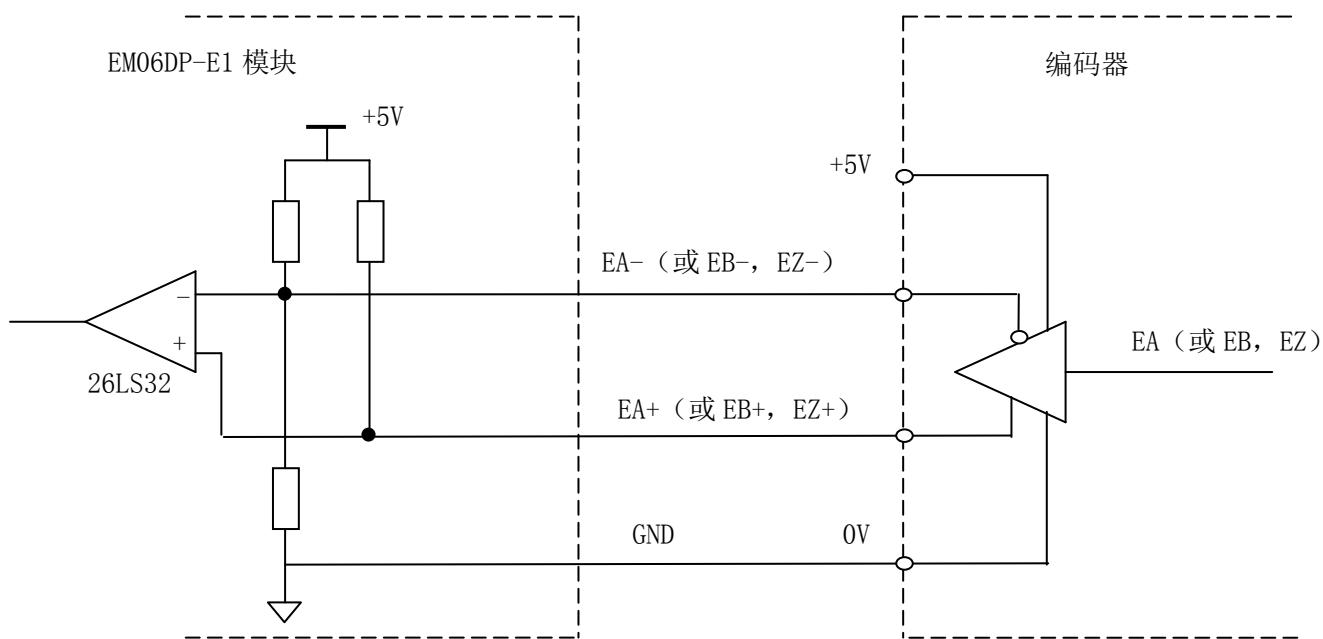 EM06DP-E1 模块
编码器
+5V
+5V
EA-（或 EB-, EZ-）
−
EA（或 EB, EZ）
+
26LS32
EA+（或 EB+, EZ+）
GND
0V